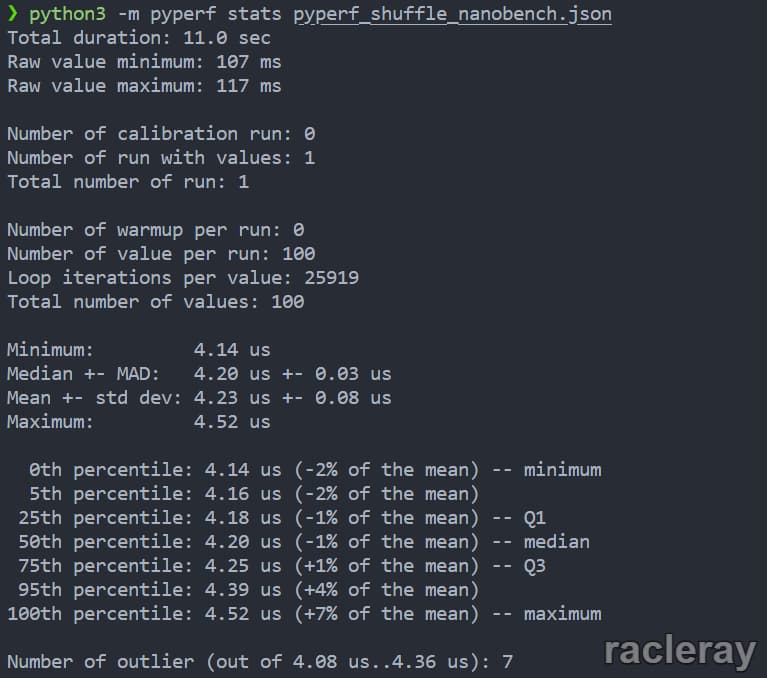 ❯ python3 -m pyperf stats pyperf_shuffle_nanobench.json
Total duration: 11.0 sec
Raw value minimum: 107 ms
Raw value maximum: 117 ms

Number of calibration run: 0
Number of run with values: 1
Total number of run: 1

Number of warmup per run: 0
Number of value per run: 100
Loop iterations per value: 25919
Total number of values: 100

Minimum:         4.14 us
Median +- MAD:   4.20 us +- 0.03 us
Mean +- std dev: 4.23 us +- 0.08 us
Maximum:         4.52 us

  0th percentile: 4.14 us (-2% of the mean) -- minimum
  5th percentile: 4.16 us (-2% of the mean)
 25th percentile: 4.18 us (-1% of the mean) -- Q1
 50th percentile: 4.20 us (-1% of the mean) -- median
 75th percentile: 4.25 us (+1% of the mean) -- Q3
 95th percentile: 4.39 us (+4% of the mean)
100th percentile: 4.52 us (+7% of the mean) -- maximum

Number of outlier (out of 4.08 us..4.36 us): 7
racleray